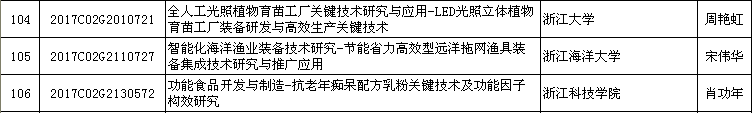 104 2017C02G2010721 全人工光照植物育苗工厂关键技术研究与应用-LED光照立体植物育苗工厂装备研发与高效生产关键技术 浙江大学 周艳虹
105 2017C02G2110727 智能化海洋渔业装备技术研究-节能省力高效型远洋拖网渔具装备集成技术研究与推广应用 浙江海洋大学 宋伟华
106 2017C02G2130572 功能食品开发与制造-抗老年痴呆配方乳粉关键技术及功能因子构效研究 浙江科技学院 肖功年